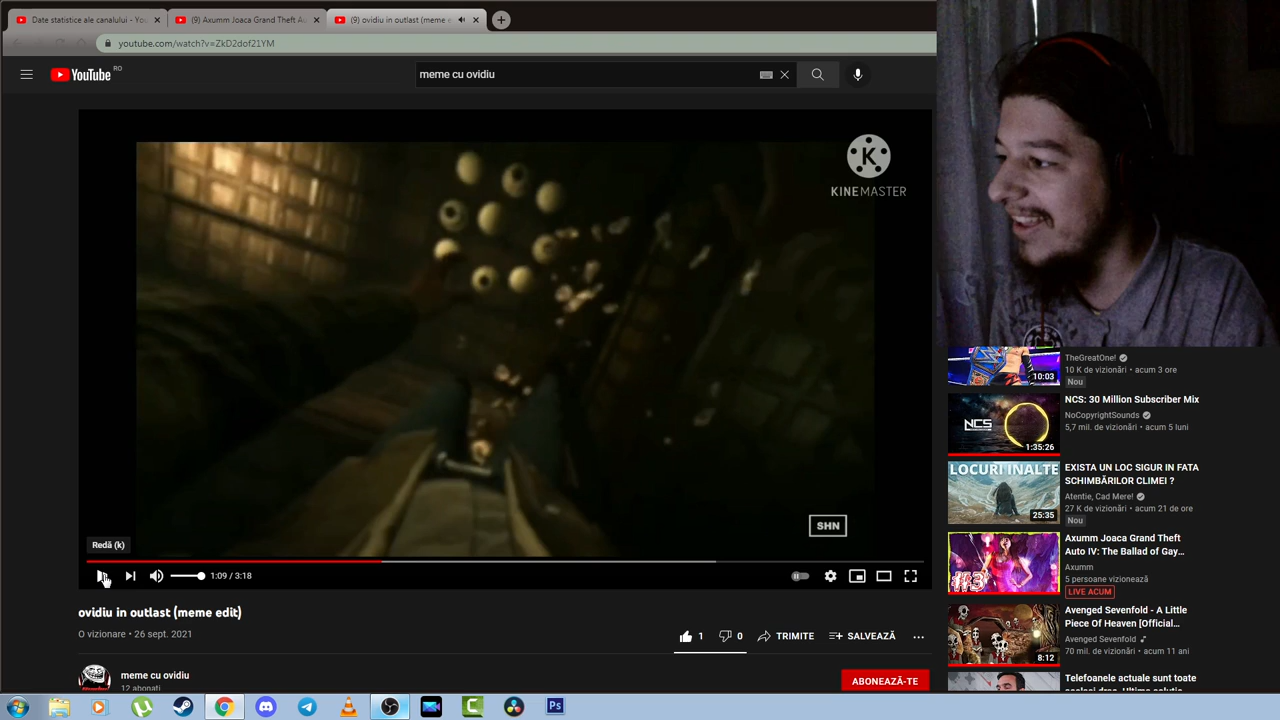 Date statistice ale canalului - You
(9) Axumm Joaca Grand Theft Au
(9) ovidiu in outlast (meme e
youtube.com/watch?v=ZkD2dof21YM
YouTube RO
meme cu ovidiu
KINEMASTER
SHN
Redă (k)
1:09 / 3:18
ovidiu in outlast (meme edit)
O vizionare • 26 sept. 2021
1
0
TRIMITE
SALVEAZĂ
meme cu ovidiu
12 abonați
ABONEAZĂ-TE
TheGreatOne!
10 K de vizionări • acum 3 ore
Nou
10:03
NCS: 30 Million Subscriber Mix
NoCopyrightSounds
5,7 mil. de vizionări • acum 5 luni
NCS
1:35:26
LOCURI INALTE
EXISTA UN LOC SIGUR IN FATA
SCHIMBĂRILOR CLIMEI ?
Atentie, Cad Mere!
27 K de vizionări • acum 21 de ore
Nou
25:35
Axumm Joaca Grand Theft
Auto IV: The Ballad of Gay…
Axumm
5 persoane vizionează
LIVE ACUM
#3
Avenged Sevenfold - A Little
Piece Of Heaven [Official…
Avenged Sevenfold
70 mil. de vizionări • acum 11 ani
8:12
Telefoanele actuale sunt toate
Ps